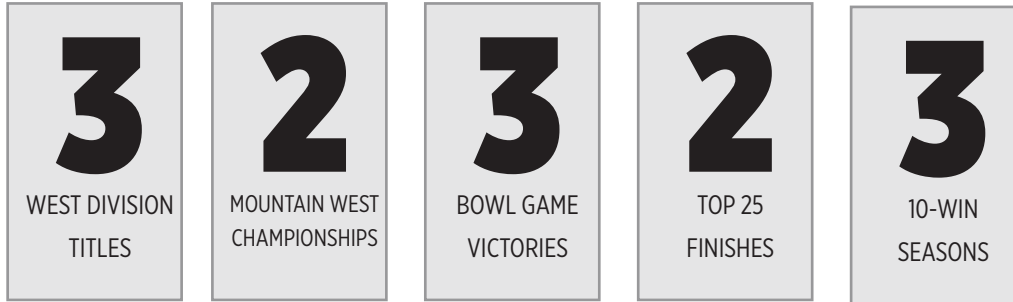 3
WEST DIVISION
TITLES
2
MOUNTAIN WEST
CHAMPIONSHIPS
3
BOWL GAME
VICTORIES
2
TOP 25
FINISHES
3
10-WIN
SEASONS